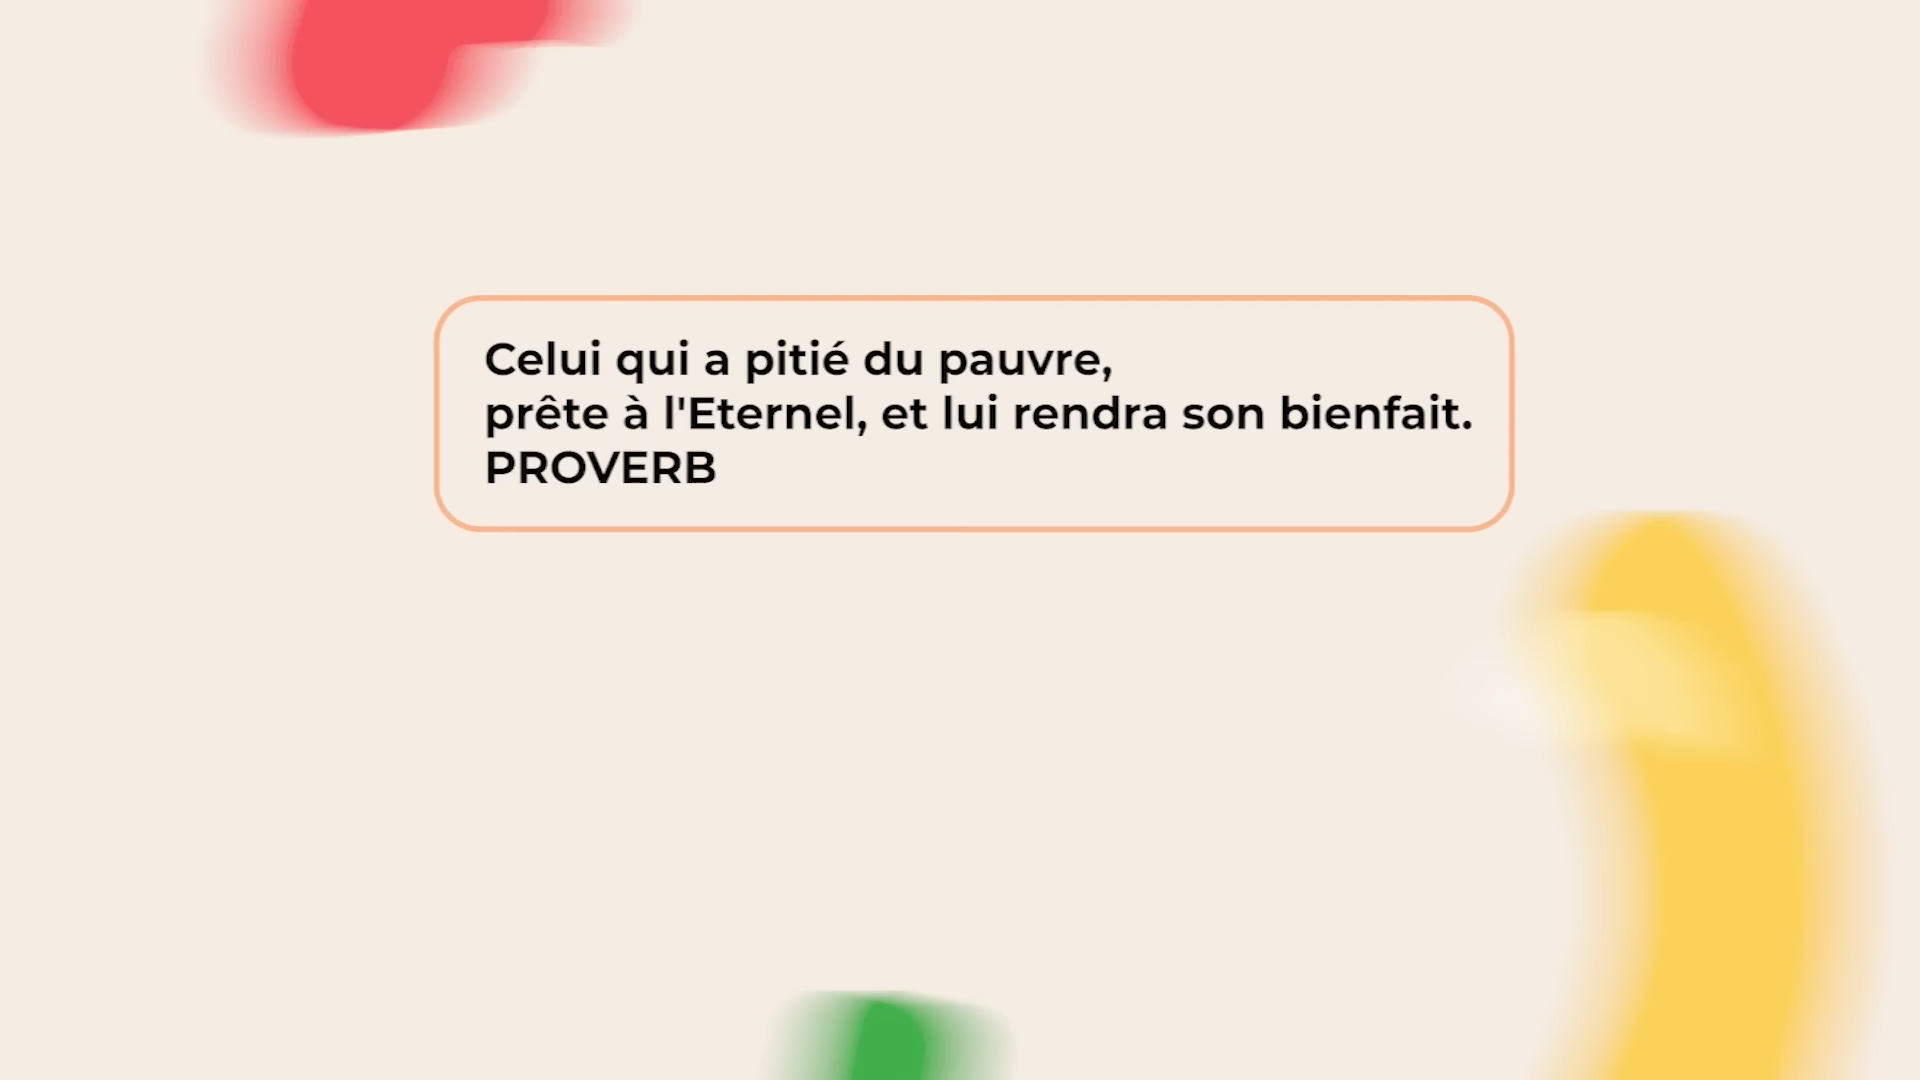 Celui qui a pitié du pauvre,
prête à l'Eternel, et lui rendra son bienfait.
PROVERB